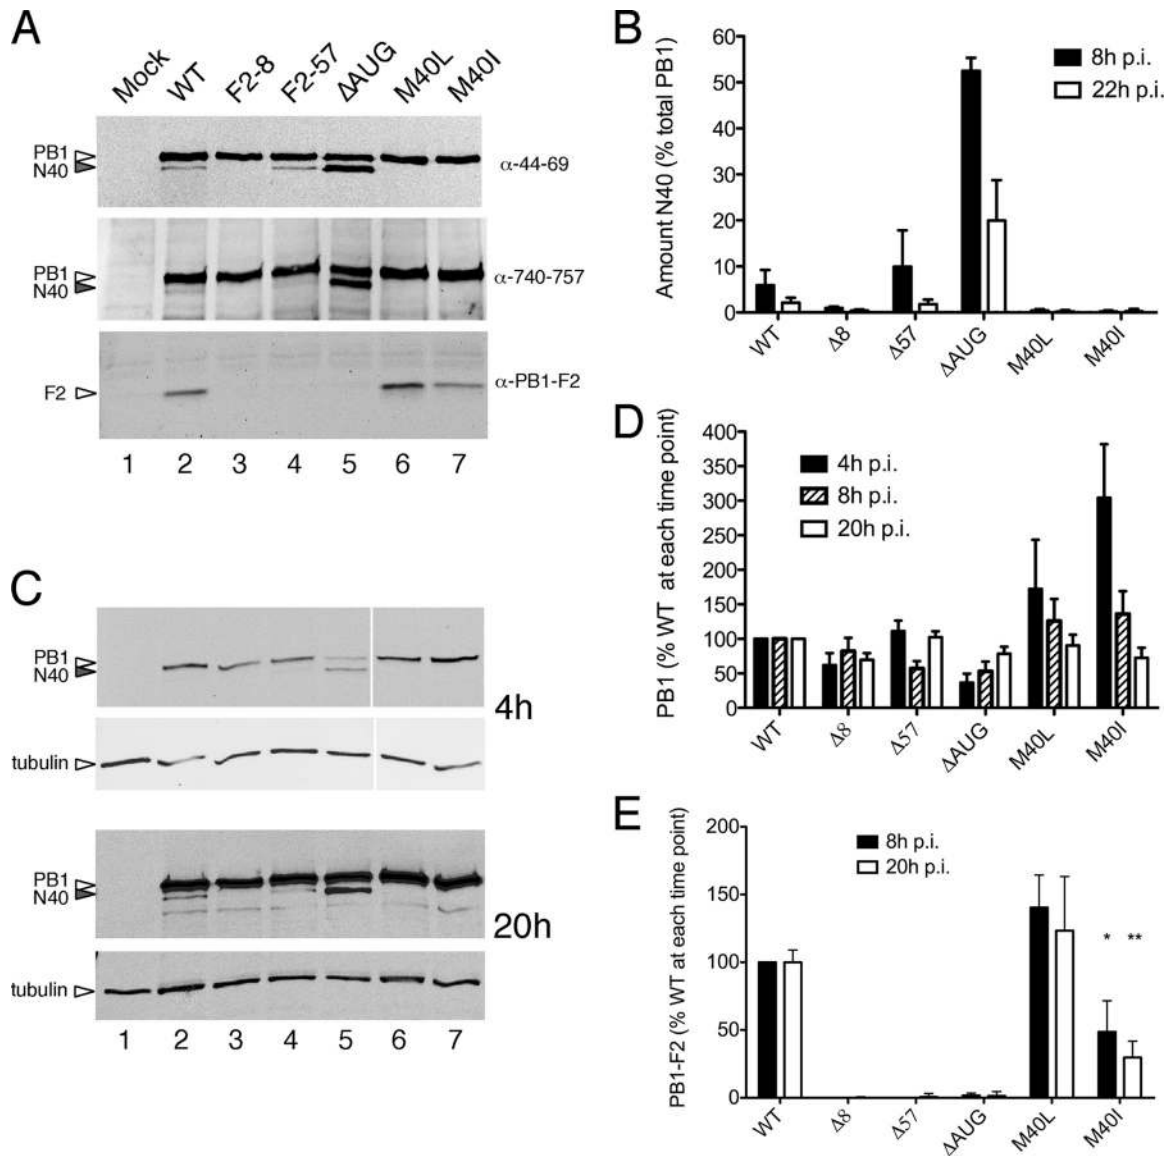 A
Mock
WT
F2-8
F2-57
ΔAUG
M40L
M40I
PB1
N40
α-44-69
PB1
N40
α-740-757
F2
α-PB1-F2
1 2 3 4 5 6 7
B
Amount N40 (% total PB1)
60
50
40
30
20
10
0
8h p.i.
22h p.i.
WT
Δ8
Δ57
ΔAUG
M40L
M40I
C
PB1
N40
4h
tubulin
PB1
N40
20h
tubulin
1 2 3 4 5 6 7
D
PB1 (% WT at each time point)
400
350
300
250
200
150
100
50
0
4h p.i.
8h p.i.
20h p.i.
WT
Δ8
Δ57
ΔAUG
M40L
M40I
E
PB1-F2 (% WT at each time point)
200
150
100
50
0
8h p.i.
20h p.i.
* **
WT
Δ8
Δ57
ΔAUG
M40L
M40I